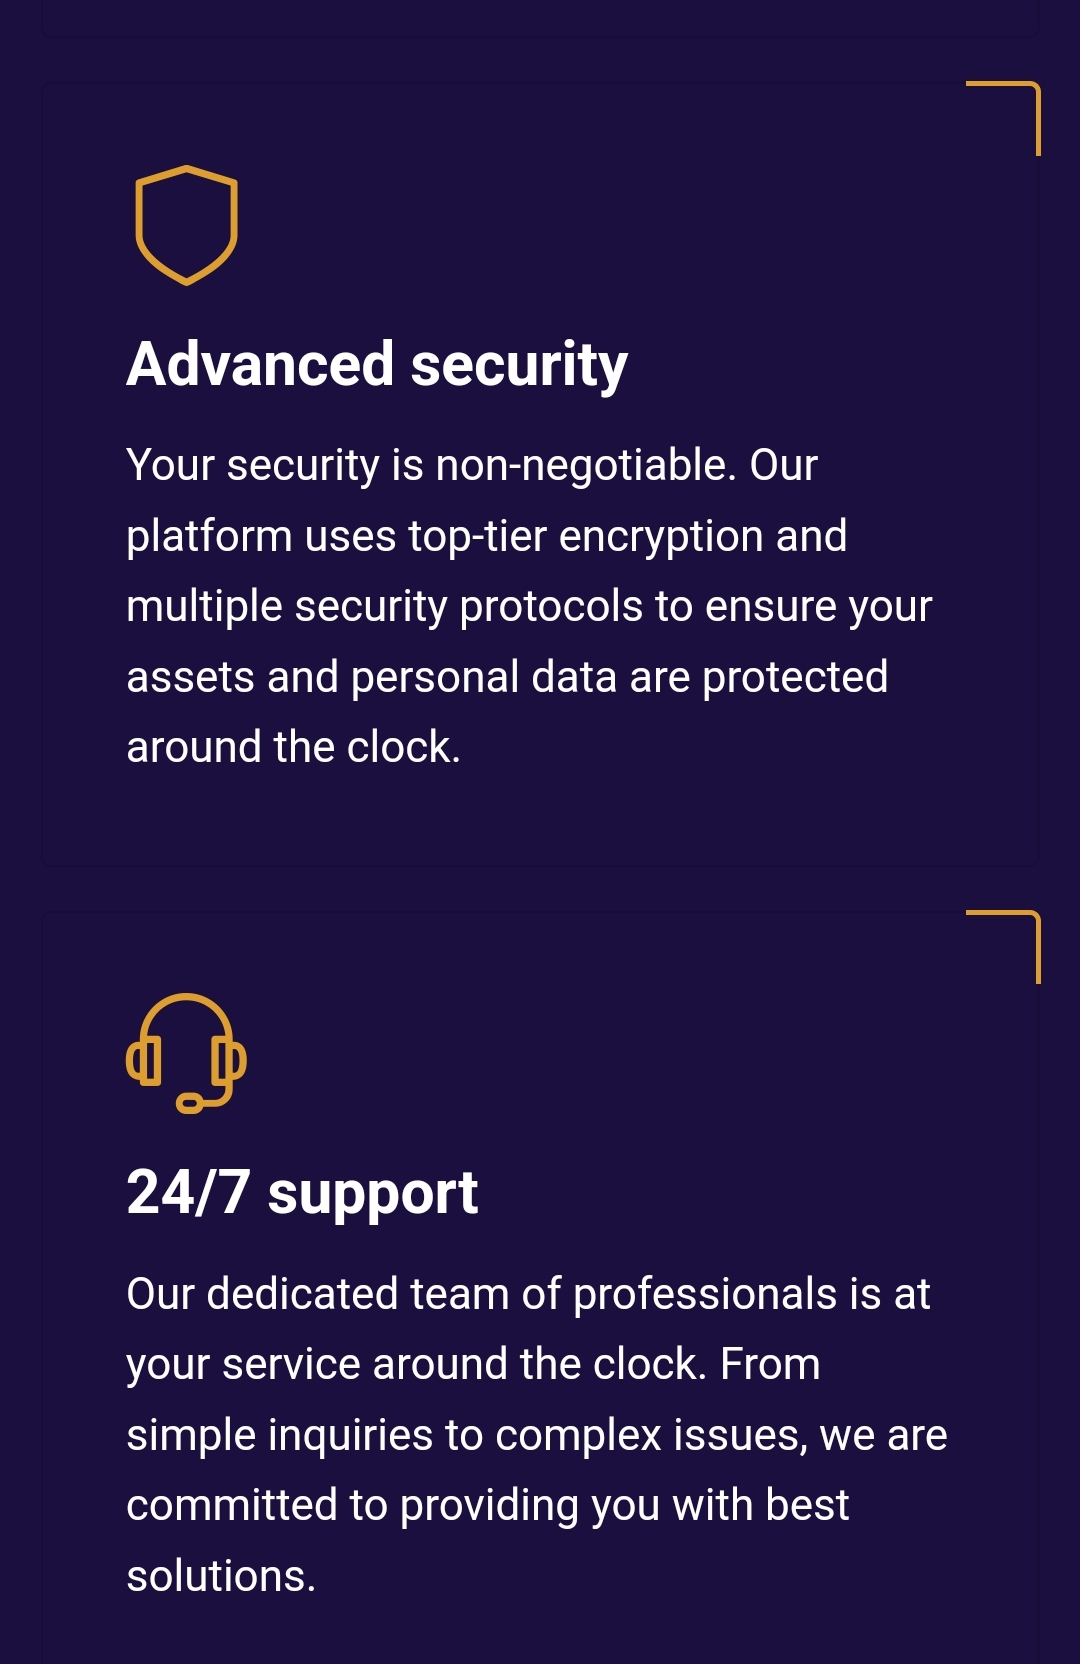 Advanced security
Your security is non-negotiable. Our
platform uses top-tier encryption and
multiple security protocols to ensure your
assets and personal data are protected
around the clock.
24/7 support
Our dedicated team of professionals is at
your service around the clock. From
simple inquiries to complex issues, we are
committed to providing you with best
solutions.